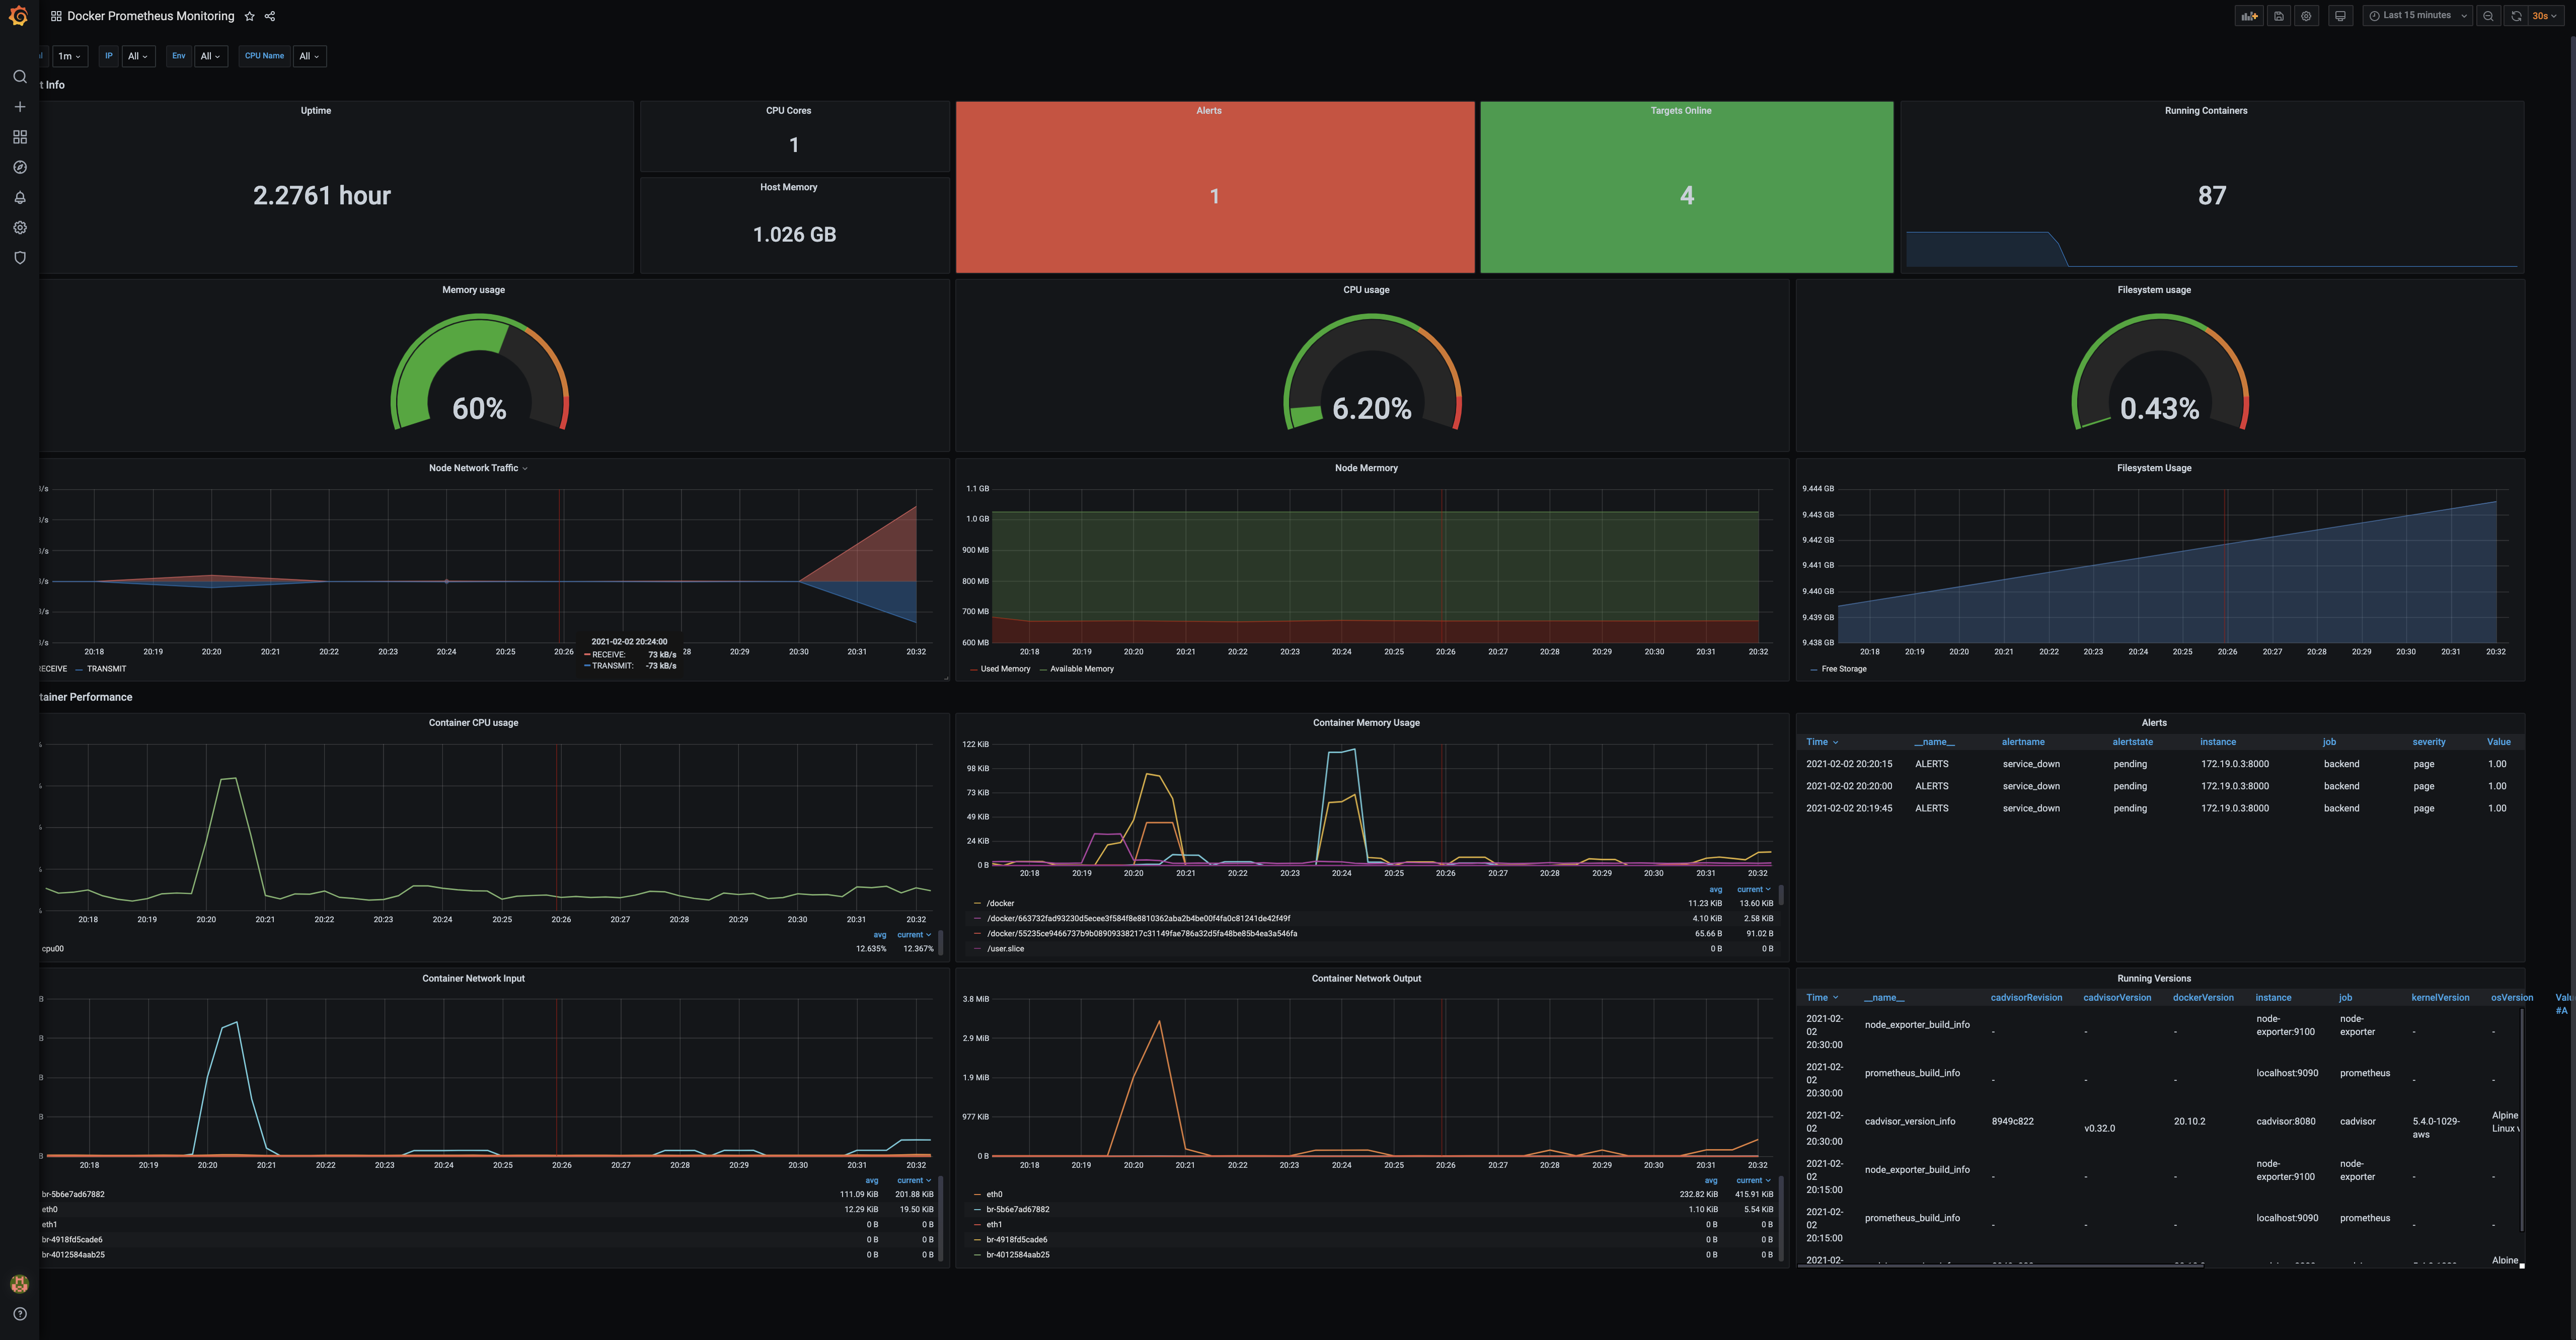 Docker Prometheus Monitoring
Last 15 minutes
30s
1m
IP
All
Env
All
CPU Name
All
t Info
Uptime
2.2761 hour
CPU Cores
1
Host Memory
1.026 GB
Alerts
1
Targets Online
4
Running Containers
87
Memory usage
60%
CPU usage
6.20%
Filesystem usage
0.43%
Node Network Traffic
/s
/s
/s
/s
/s
/s
20:18 20:19 20:20 20:21 20:22 20:23 20:24 20:25 20:26 28 20:29 20:30 20:31 20:32
2021-02-02 20:24:00
RECEIVE: 73 kB/s
TRANSMIT: -73 kB/s
ECEIVE TRANSMIT
Node Mermory
1.1 GB
1.0 GB
900 MB
800 MB
700 MB
600 MB
20:18 20:19 20:20 20:21 20:22 20:23 20:24 20:25 20:26 20:27 20:28 20:29 20:30 20:31 20:32
Used Memory Available Memory
Filesystem Usage
9.444 GB
9.443 GB
9.442 GB
9.441 GB
9.440 GB
9.439 GB
9.438 GB
20:18 20:19 20:20 20:21 20:22 20:23 20:24 20:25 20:26 20:27 20:28 20:29 20:30 20:31 20:32
Free Storage
tainer Performance
Container CPU usage
20:18 20:19 20:20 20:21 20:22 20:23 20:24 20:25 20:26 20:27 20:28 20:29 20:30 20:31 20:32
avg current
cpu00 12.635% 12.367%
Container Memory Usage
122 KiB
98 KiB
73 KiB
49 KiB
24 KiB
0 B
20:18 20:19 20:20 20:21 20:22 20:23 20:24 20:25 20:26 20:27 20:28 20:29 20:30 20:31 20:32
avg current
/docker 11.23 KiB 13.60 KiB
/docker/663732fad93230d5ecee3f584f8e8810362aba2b4be00f4fa0c81241de42f49f 4.10 KiB 2.58 KiB
/docker/55235ce9466737b9b08909338217c31149fae786a32d5fa48be85b4ea3a546fa 65.66 B 91.02 B
/user.slice 0 B 0 B
Alerts
Time __name__ alertname alertstate instance job severity Value
2021-02-02 20:20:15 ALERTS service_down pending 172.19.0.3:8000 backend page 1.00
2021-02-02 20:20:00 ALERTS service_down pending 172.19.0.3:8000 backend page 1.00
2021-02-02 20:19:45 ALERTS service_down pending 172.19.0.3:8000 backend page 1.00
Container Network Input
B
B
B
B
B
20:18 20:19 20:20 20:21 20:22 20:23 20:24 20:25 20:26 20:27 20:28 20:29 20:30 20:31 20:32
avg current
br-5b6e7ad67882 111.09 KiB 201.88 KiB
eth0 12.29 KiB 19.50 KiB
eth1 0 B 0 B
br-4918fd5cade6 0 B 0 B
br-4012584aab25 0 B 0 B
Container Network Output
3.8 MiB
2.9 MiB
1.9 MiB
977 KiB
0 B
20:18 20:19 20:20 20:21 20:22 20:23 20:24 20:25 20:26 20:27 20:28 20:29 20:30 20:31 20:32
avg current
eth0 232.82 KiB 415.91 KiB
br-5b6e7ad67882 1.10 KiB 5.54 KiB
eth1 0 B 0 B
br-4918fd5cade6 0 B 0 B
br-4012584aab25 0 B 0 B
Running Versions
Time __name__ cadvisorRevision cadvisorVersion dockerVersion instance job kernelVersion osVersion Valu
#A
2021-02-
02
20:30:00
node_exporter_build_info - - -
node-
exporter:9100
node-
exporter
- -
2021-02-
02
20:30:00
prometheus_build_info - - - localhost:9090 prometheus - -
2021-02-
02
20:30:00
cadvisor_version_info 8949c822 v0.32.0 20.10.2 cadvisor:8080 cadvisor
5.4.0-1029-
aws
Alpine
Linux v
2021-02-
02
20:15:00
node_exporter_build_info - - -
node-
exporter:9100
node-
exporter
- -
2021-02-
02
20:15:00
prometheus_build_info - - - localhost:9090 prometheus - -
2021-02-
Alpine